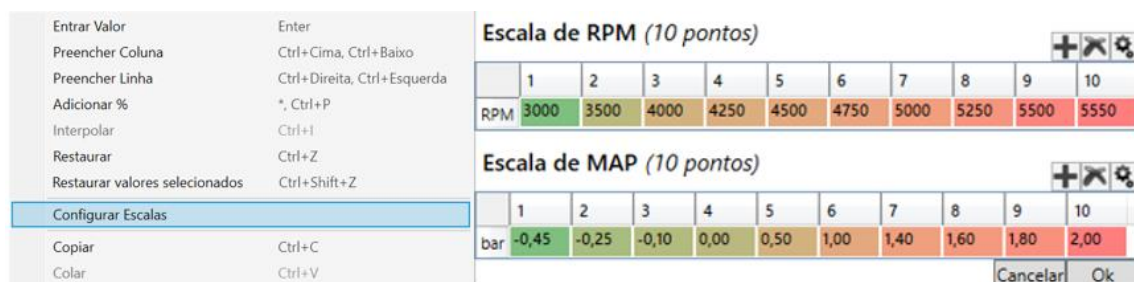 Entrar Valor Enter
Preencher Coluna Ctrl+Cima, Ctrl+Baixo
Preencher Linha Ctrl+Direita, Ctrl+Esquerda
Adicionar % *, Ctrl+P
Interpolar Ctrl+I
Restaurar Ctrl+Z
Restaurar valores selecionados Ctrl+Shift+Z
Configurar Escalas
Copiar Ctrl+C
Colar Ctrl+V
Escala de RPM (10 pontos)
1 2 3 4 5 6 7 8 9 10
RPM 3000 3500 4000 4250 4500 4750 5000 5250 5500 5550
Escala de MAP (10 pontos)
1 2 3 4 5 6 7 8 9 10
bar -0,45 -0,25 -0,10 0,00 0,50 1,00 1,40 1,60 1,80 2,00
Cancelar Ok